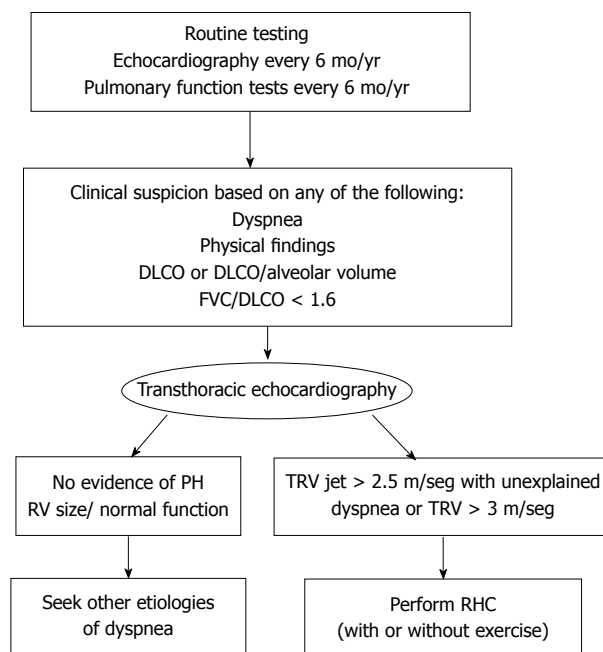 Routine testing
Echocardiography every 6 mo/yr
Pulmonary function tests every 6 mo/yr
Clinical suspicion based on any of the following:
Dyspnea
Physical findings
DLCO or DLCO/alveolar volume
FVC/DLCO < 1.6
Transthoracic echocardiography
No evidence of PH
RV size/ normal function
TRV jet > 2.5 m/seg with unexplained
dyspnea or TRV > 3 m/seg
Seek other etiologies
of dyspnea
Perform RHC
(with or without exercise)